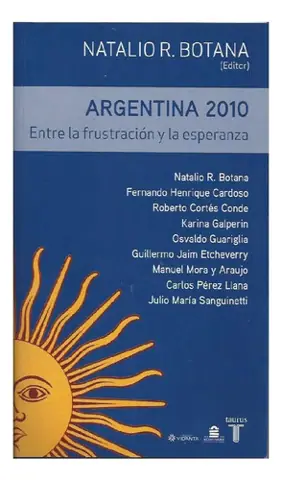 NATALIO R. BOTANA
(Editor)
ARGENTINA 2010
Entre la frustración y la esperanza
Natalio R. Botana
Fernando Henrique Cardoso
Roberto Cortés Conde
Karina Galperin
Osvaldo Guariglia
Guillermo Jaim Etcheverry
Manuel Mora y Araujo
Carlos Pérez Llana
Julio María Sanguinetti
taurus